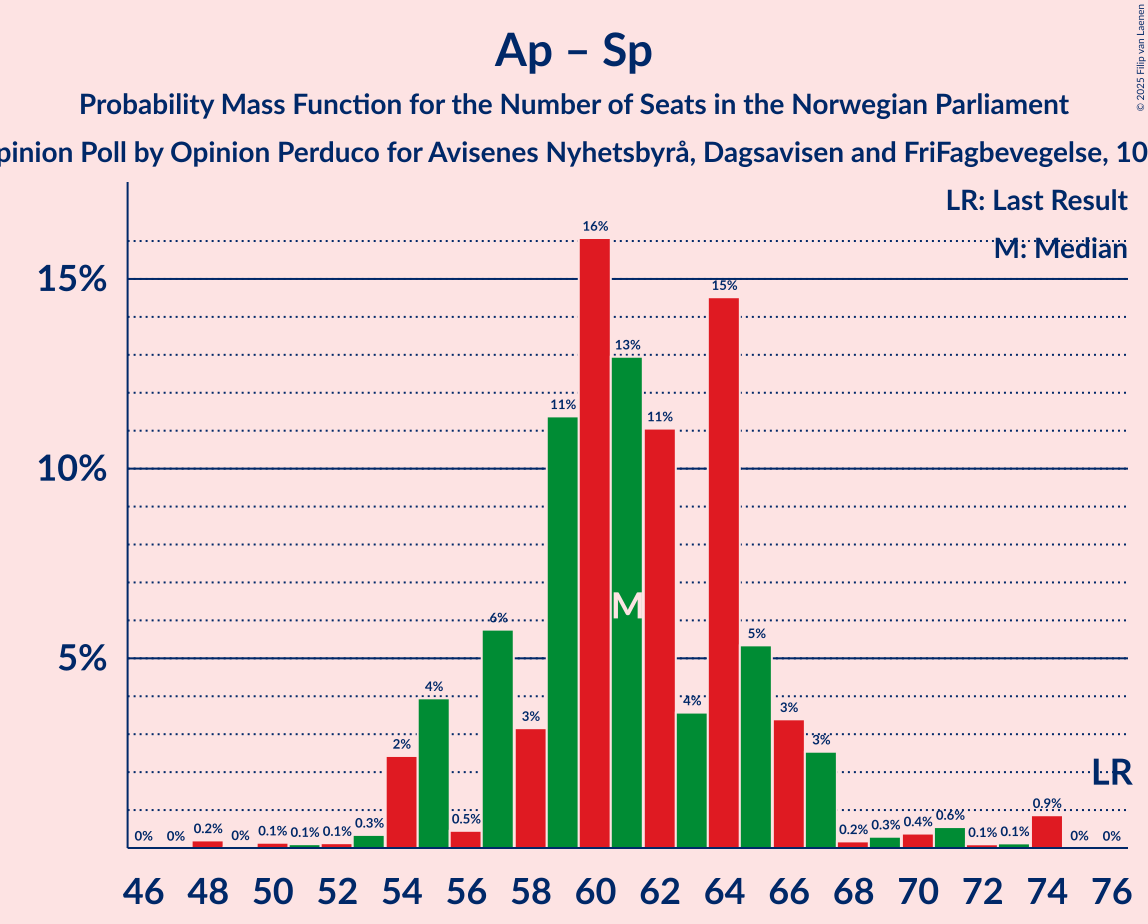 Ap – Sp
Probability Mass Function for the Number of Seats in the Norwegian Parliament
pinion Poll by Opinion Perduco for Avisenes Nyhetsbyrå, Dagsavisen and FriFagbevegelse, 10
© 2025 Filip van Laenen
LR: Last Result
M: Median
15%
10%
5%
0% 0% 0.2% 0% 0.1% 0.1% 0.1% 0.3% 2% 4% 0.5% 6% 3% 11% 16% 13% 11% 4% 15% 5% 3% 3% 0.2% 0.3% 0.4% 0.6% 0.1% 0.1% 0.9% 0% 0%
M
LR
46 48 50 52 54 56 58 60 62 64 66 68 70 72 74 76